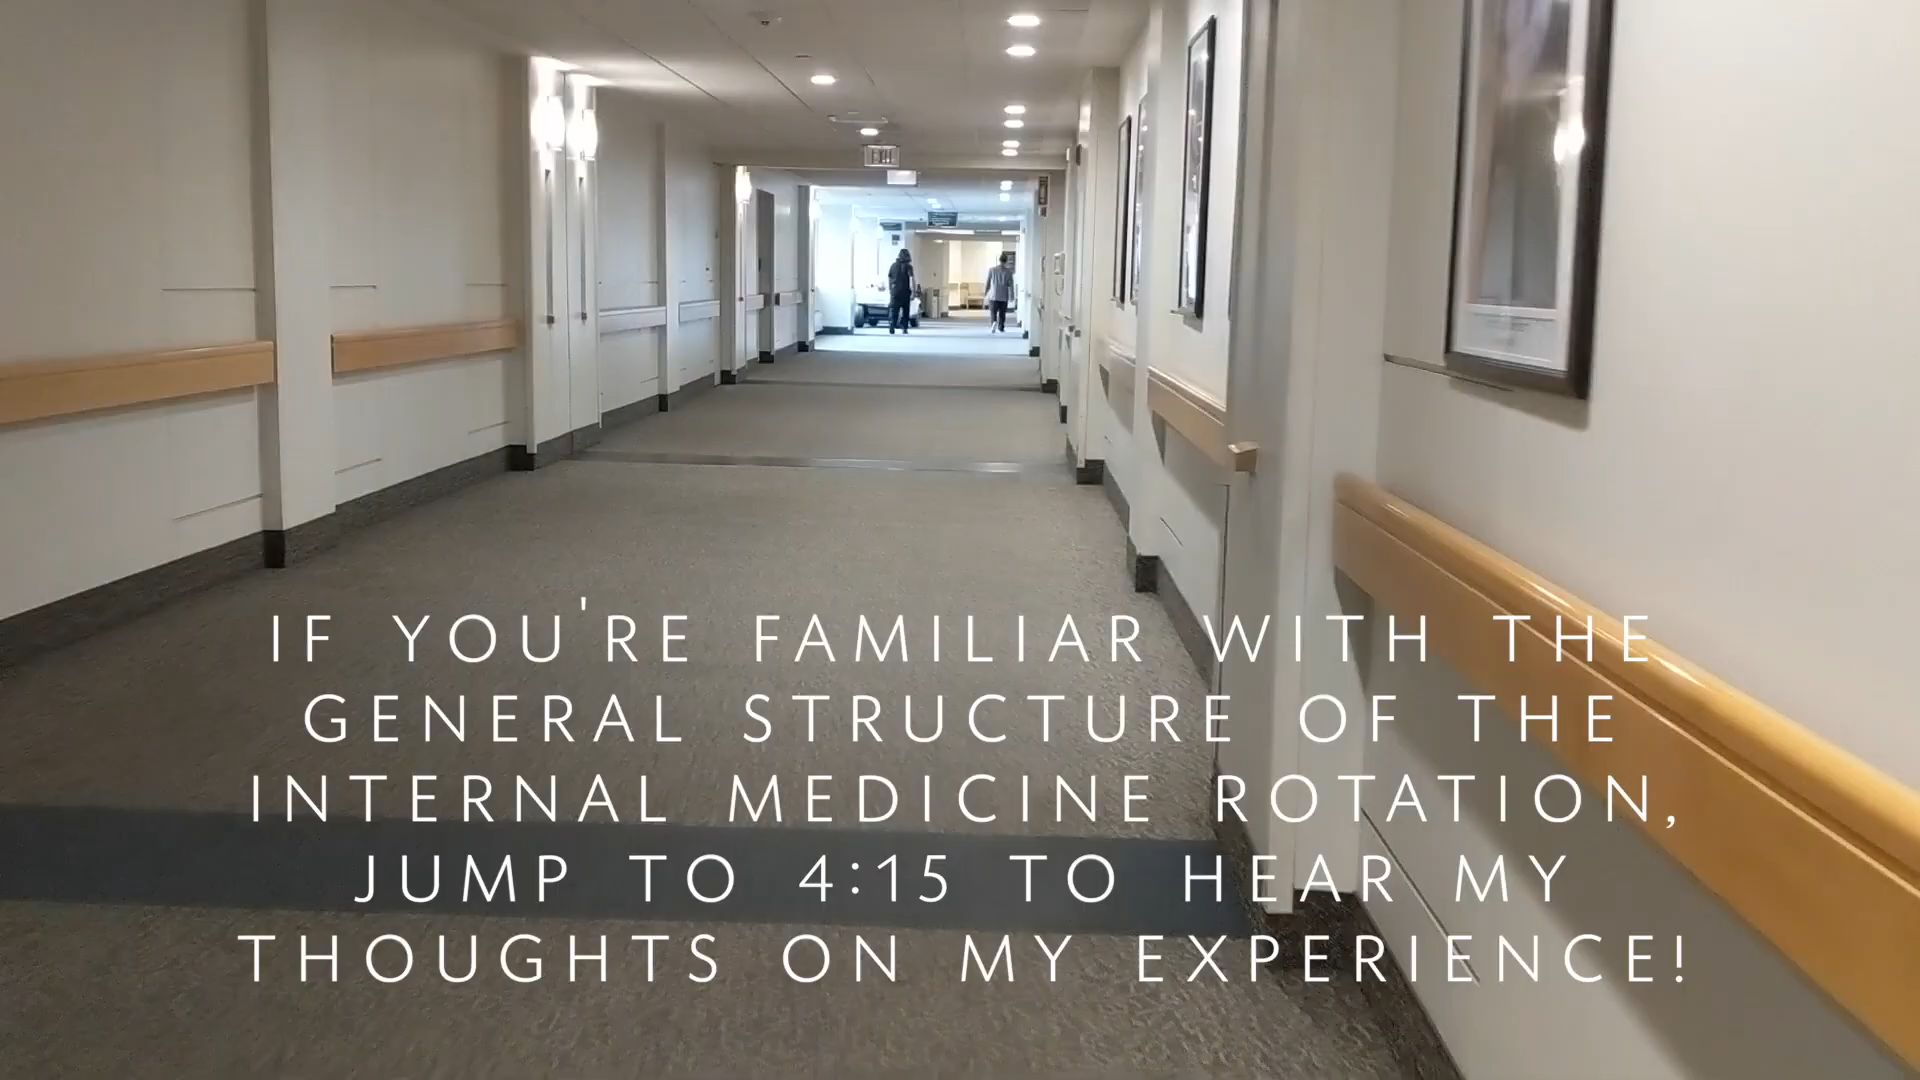 EXIT
IF YOU'RE FAMILIAR WITH THE
GENERAL STRUCTURE OF THE
INTERNAL MEDICINE ROTATION,
JUMP TO 4:15 TO HEAR MY
THOUGHTS ON MY EXPERIENCE!